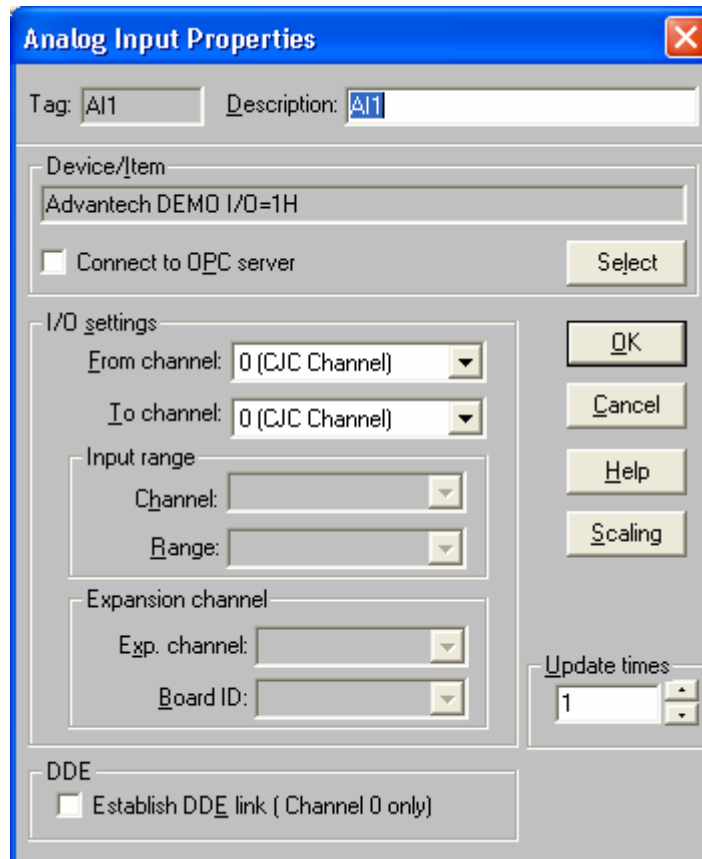 Analog Input Properties
Tag: AI1 Description: AI1
Device/Item
Advantech DEMO I/O=1H
Connect to OPC server Select
I/O settings
From channel: 0 (CJC Channel) OK
To channel: 0 (CJC Channel) Cancel
Input range
Channel: Help
Range: Scaling
Expansion channel
Exp. channel: Update times
Board ID: 1
DDE
Establish DDE link ( Channel 0 only)